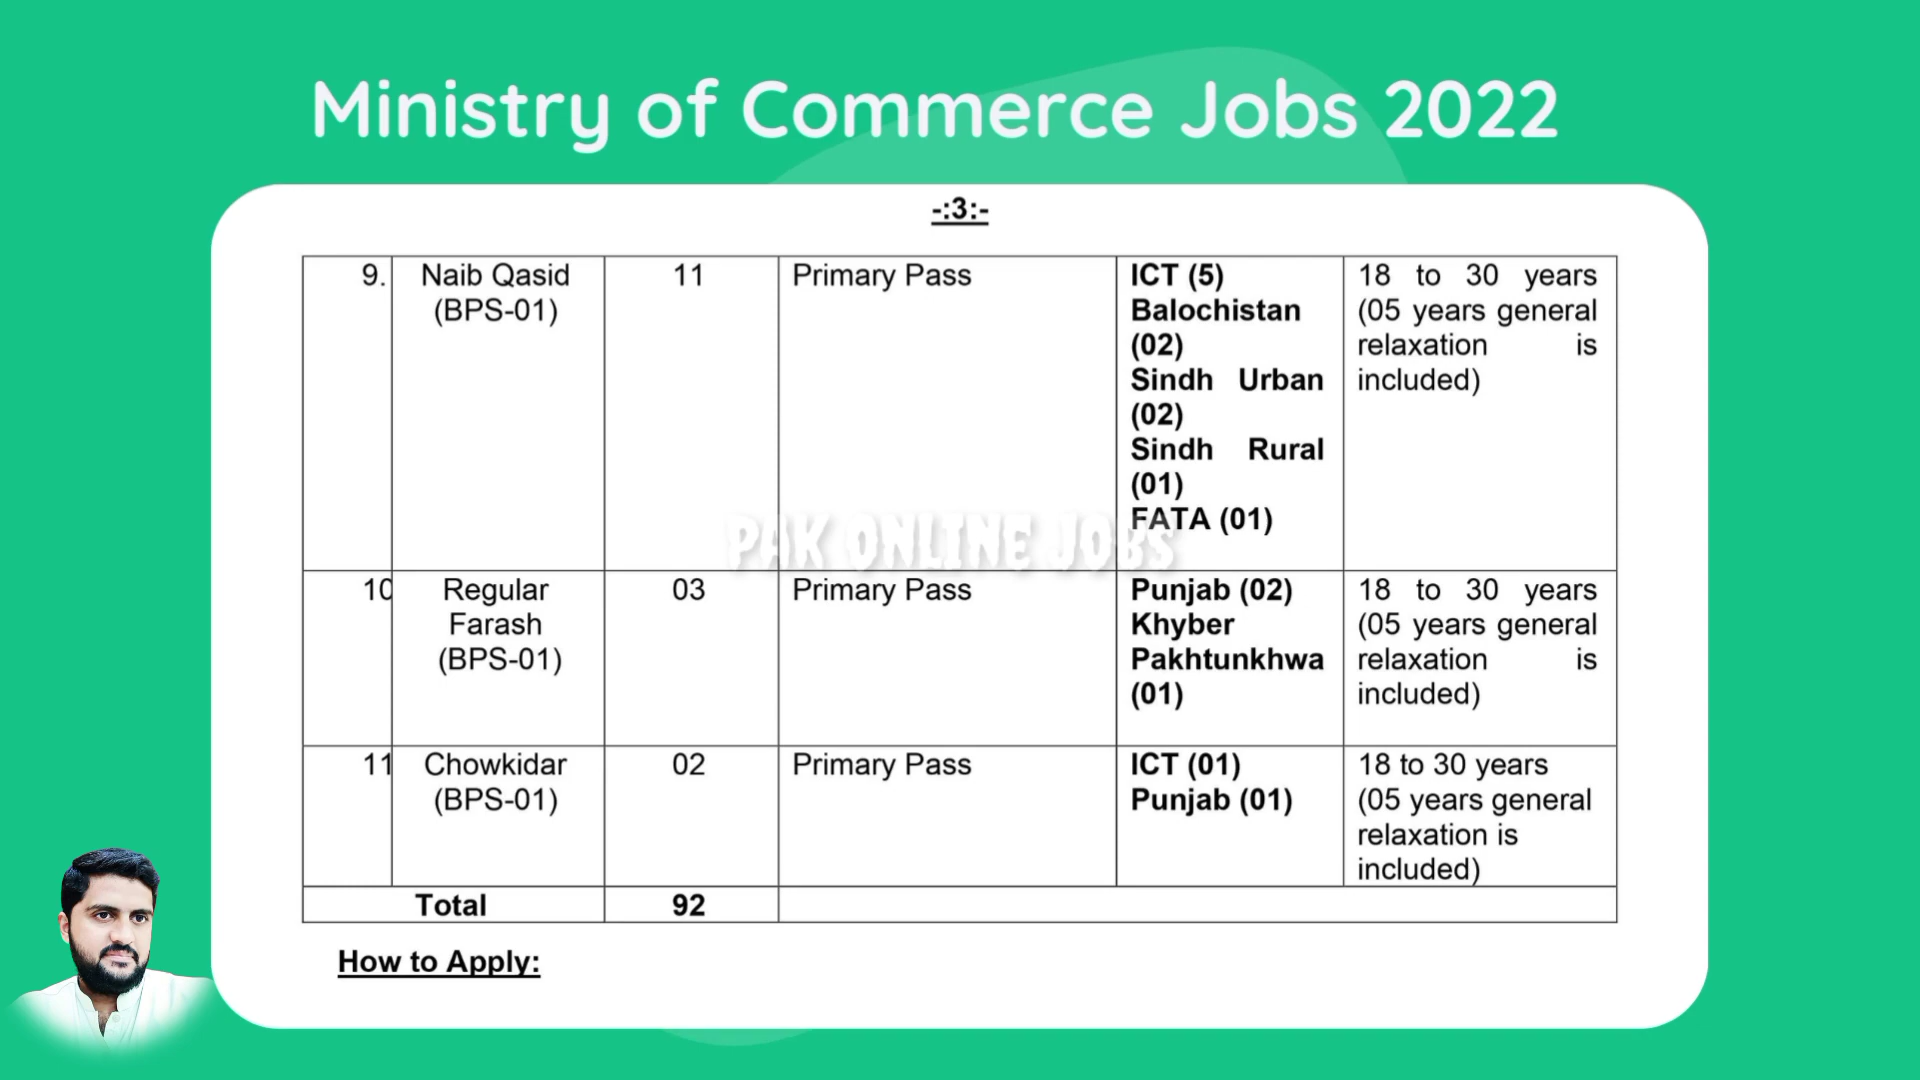 Ministry of Commerce Jobs 2022
-:3:-
9. Naib Qasid 11 Primary Pass ICT (5) 18 to 30 years
(BPS-01) Balochistan (05 years general
(02) relaxation is
Sindh Urban included)
(02)
Sindh Rural
(01)
FATA (01)
PAK ONLINE JOBS
10 Regular 03 Primary Pass Punjab (02) 18 to 30 years
Farash Khyber (05 years general
(BPS-01) Pakhtunkhwa relaxation is
(01) included)
11 Chowkidar 02 Primary Pass ICT (01) 18 to 30 years
(BPS-01) Punjab (01) (05 years general
relaxation is
included)
Total 92
How to Apply: